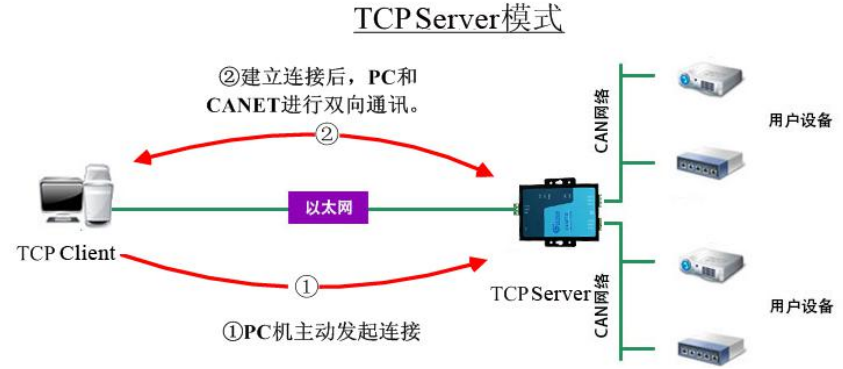 TCP Server模式
②建立连接后，PC和
CANET进行双向通讯。
②
CAN网络
用户设备
以太网
TCP Client
①
TCP Server
CAN网络
用户设备
①PC机主动发起连接